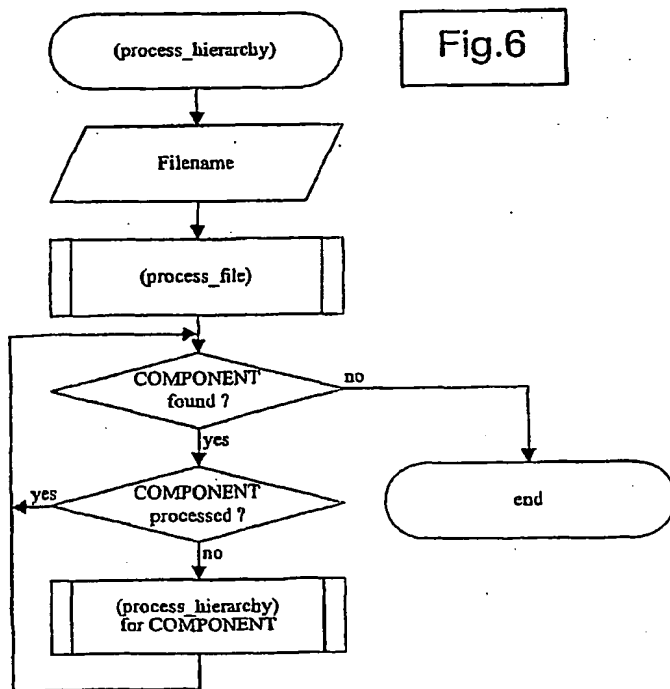 (process_hierarchy)
Fig.6
Filename
(process_file)
COMPONENT
found ?
no
yes
COMPONENT
processed ?
yes
end
no
(process_hierarchy)
for COMPONENT